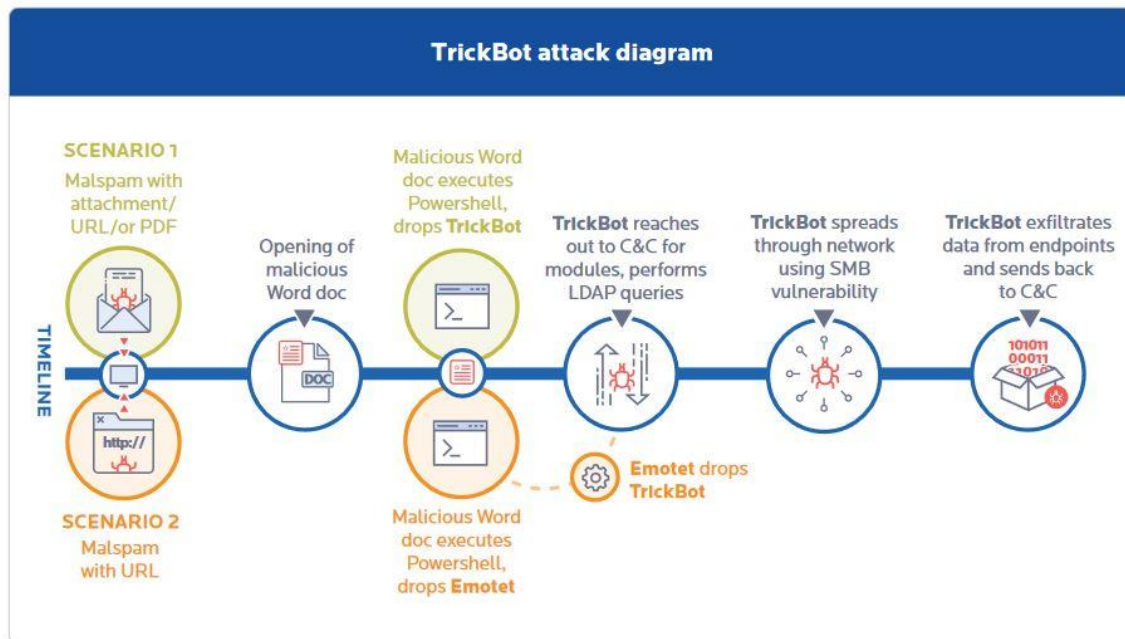 TrickBot attack diagram
SCENARIO 1
Malspam with
attachment/
URL/or PDF
Opening of
malicious
Word doc
Malicious Word
doc executes
Powershell,
drops TrickBot
TrickBot reaches
out to C&C for
modules, performs
LDAP queries
TrickBot spreads
through network
using SMB
vulnerability
TrickBot exfiltrates
data from endpoints
and sends back
to C&C
TIMELINE
DOC
101011
00011
11010
http://
SCENARIO 2
Malspam
with URL
Malicious Word
doc executes
Powershell,
drops Emotet
Emotet drops
TrickBot